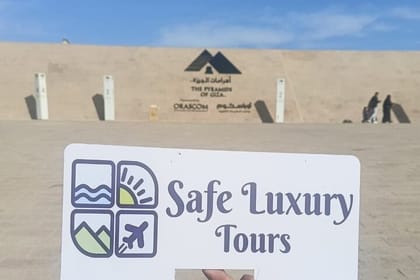 أهرامات الجيزة
THE PYRAMIDS
OF GIZA
ORASCOM
أوراسكوم
Safe Luxury
Tours